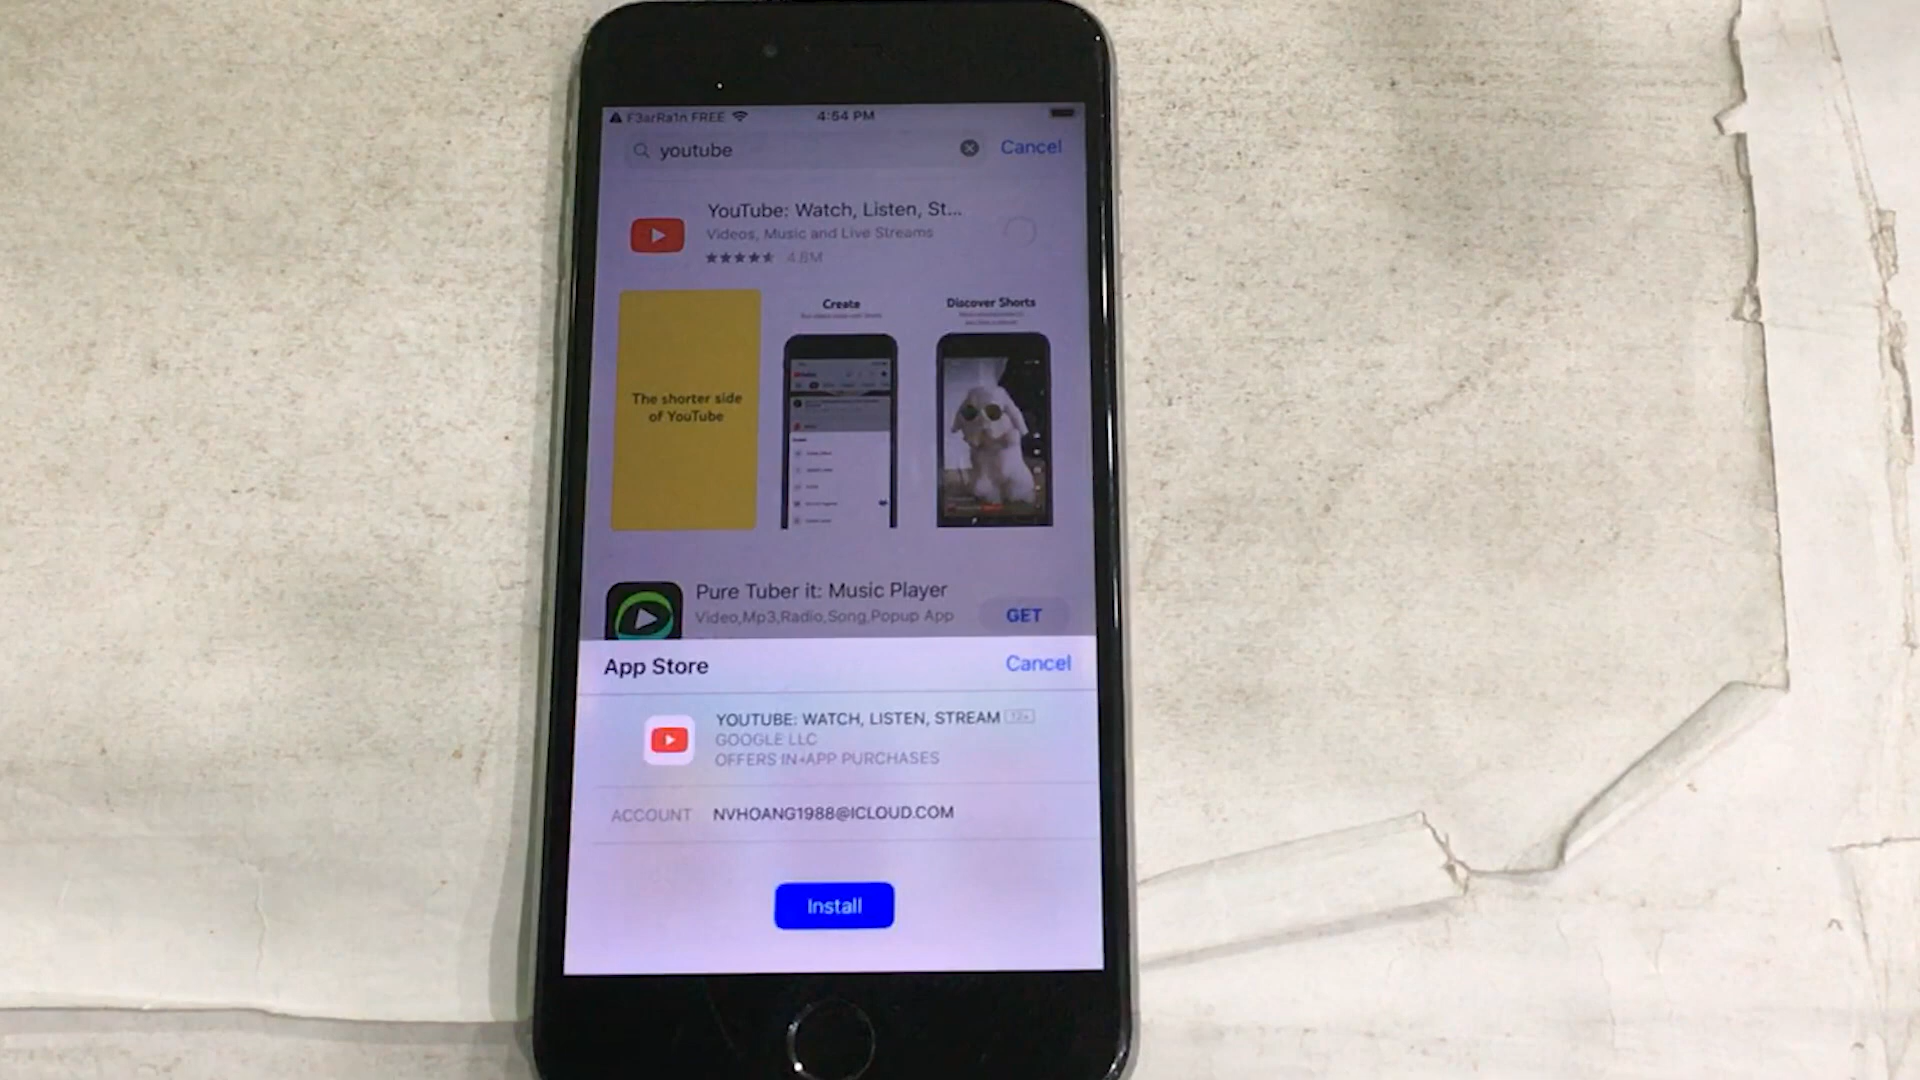 F3arRa1n FREE 4:54 PM
youtube Cancel
YouTube: Watch, Listen, St...
Videos, Music and Live Streams
4.6M
The shorter side
of YouTube
Create
Discover Shorts
Pure Tuber it: Music Player
Video,Mp3,Radio,Song,Popup App
GET
App Store Cancel
YOUTUBE: WATCH, LISTEN, STREAM
GOOGLE LLC
OFFERS IN-APP PURCHASES
ACCOUNT NVHOANG1988@ICLOUD.COM
Install